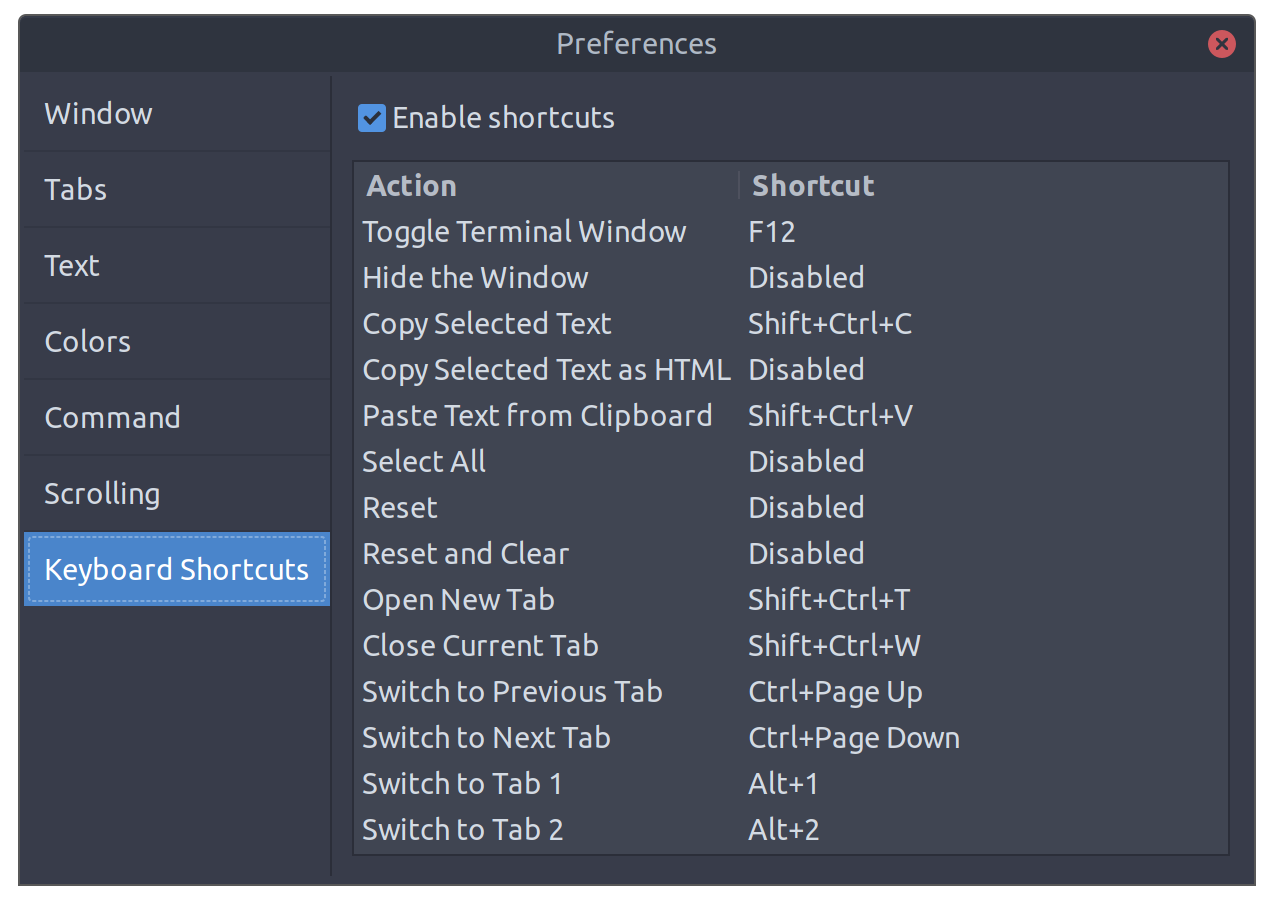 Preferences
Window
Tabs
Text
Colors
Command
Scrolling
Keyboard Shortcuts
Enable shortcuts
Action Shortcut
Toggle Terminal Window F12
Hide the Window Disabled
Copy Selected Text Shift+Ctrl+C
Copy Selected Text as HTML Disabled
Paste Text from Clipboard Shift+Ctrl+V
Select All Disabled
Reset Disabled
Reset and Clear Disabled
Open New Tab Shift+Ctrl+T
Close Current Tab Shift+Ctrl+W
Switch to Previous Tab Ctrl+Page Up
Switch to Next Tab Ctrl+Page Down
Switch to Tab 1 Alt+1
Switch to Tab 2 Alt+2